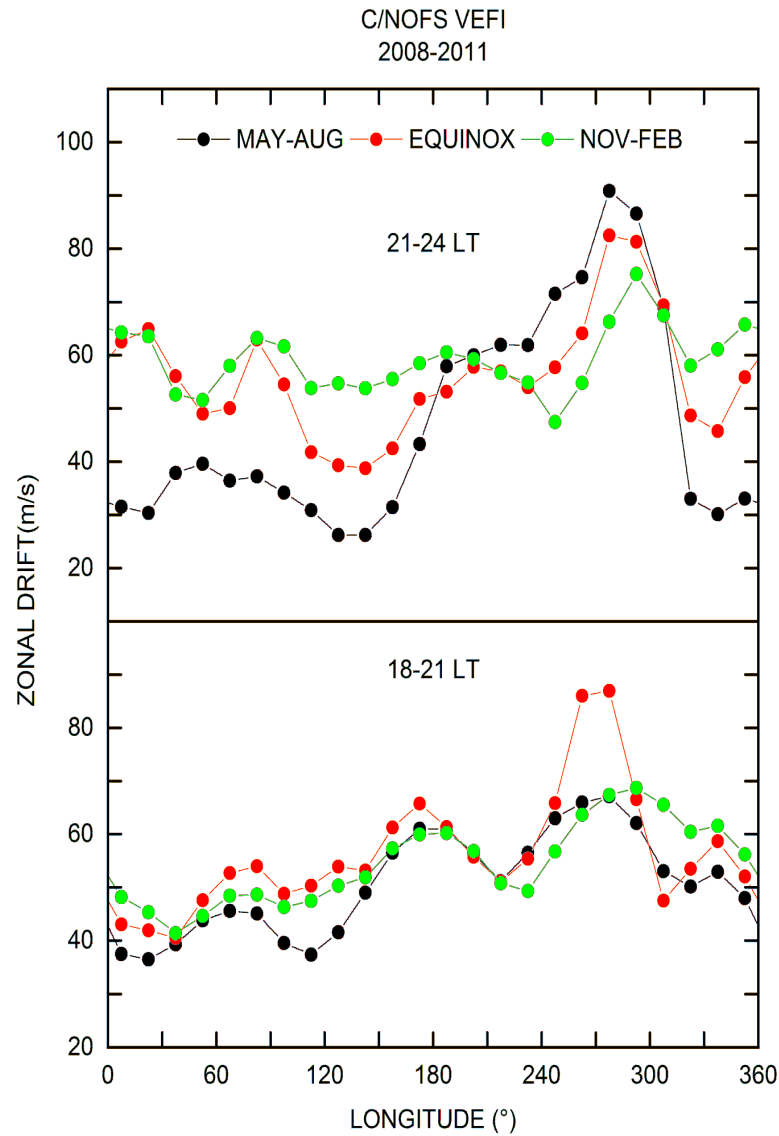 C/NOFS VEFI
2008-2011
MAY-AUG EQUINOX NOV-FEB
21-24 LT
100
80
60
40
20
18-21 LT
80
60
40
20
0 60 120 180 240 300 360
ZONAL DRIFT(m/s)
LONGITUDE (°)